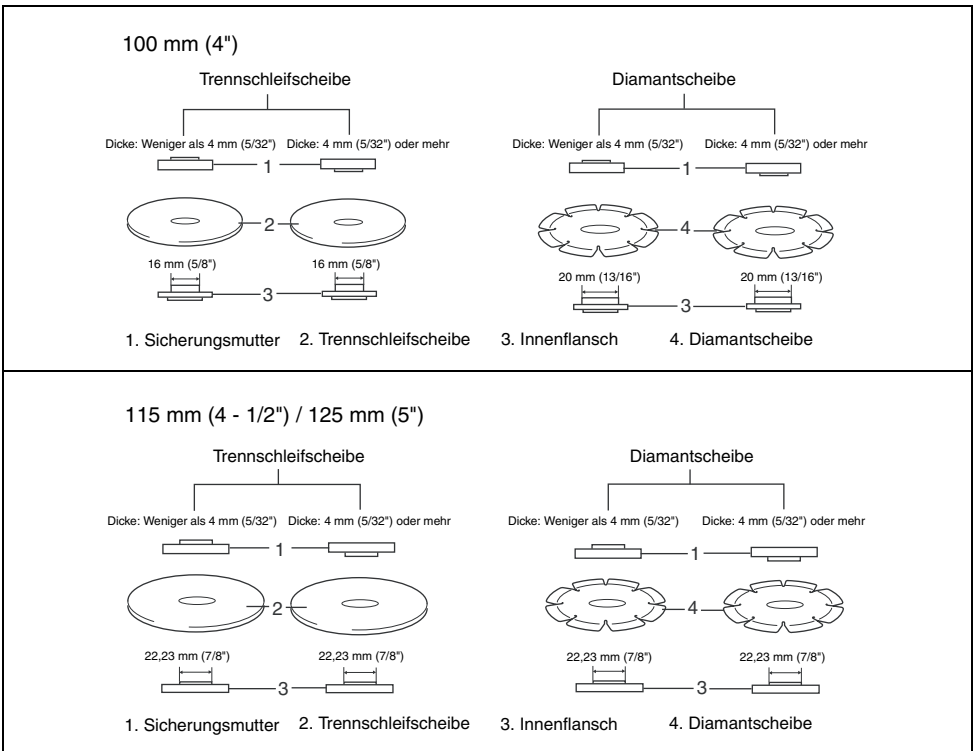 100 mm (4")
Trennschleifscheibe
Diamantscheibe
Dicke: Weniger als 4 mm (5/32") Dicke: 4 mm (5/32") oder mehr
Dicke: Weniger als 4 mm (5/32") Dicke: 4 mm (5/32") oder mehr
1
1
2
4
16 mm (5/8") 16 mm (5/8")
20 mm (13/16") 20 mm (13/16")
3
3
1. Sicherungsmutter 2. Trennschleifscheibe 3. Innenflansch 4. Diamantscheibe
115 mm (4 - 1/2") / 125 mm (5")
Trennschleifscheibe
Diamantscheibe
Dicke: Weniger als 4 mm (5/32") Dicke: 4 mm (5/32") oder mehr
Dicke: Weniger als 4 mm (5/32") Dicke: 4 mm (5/32") oder mehr
1
1
2
4
22,23 mm (7/8") 22,23 mm (7/8")
22,23 mm (7/8") 22,23 mm (7/8")
3
3
1. Sicherungsmutter 2. Trennschleifscheibe 3. Innenflansch 4. Diamantscheibe